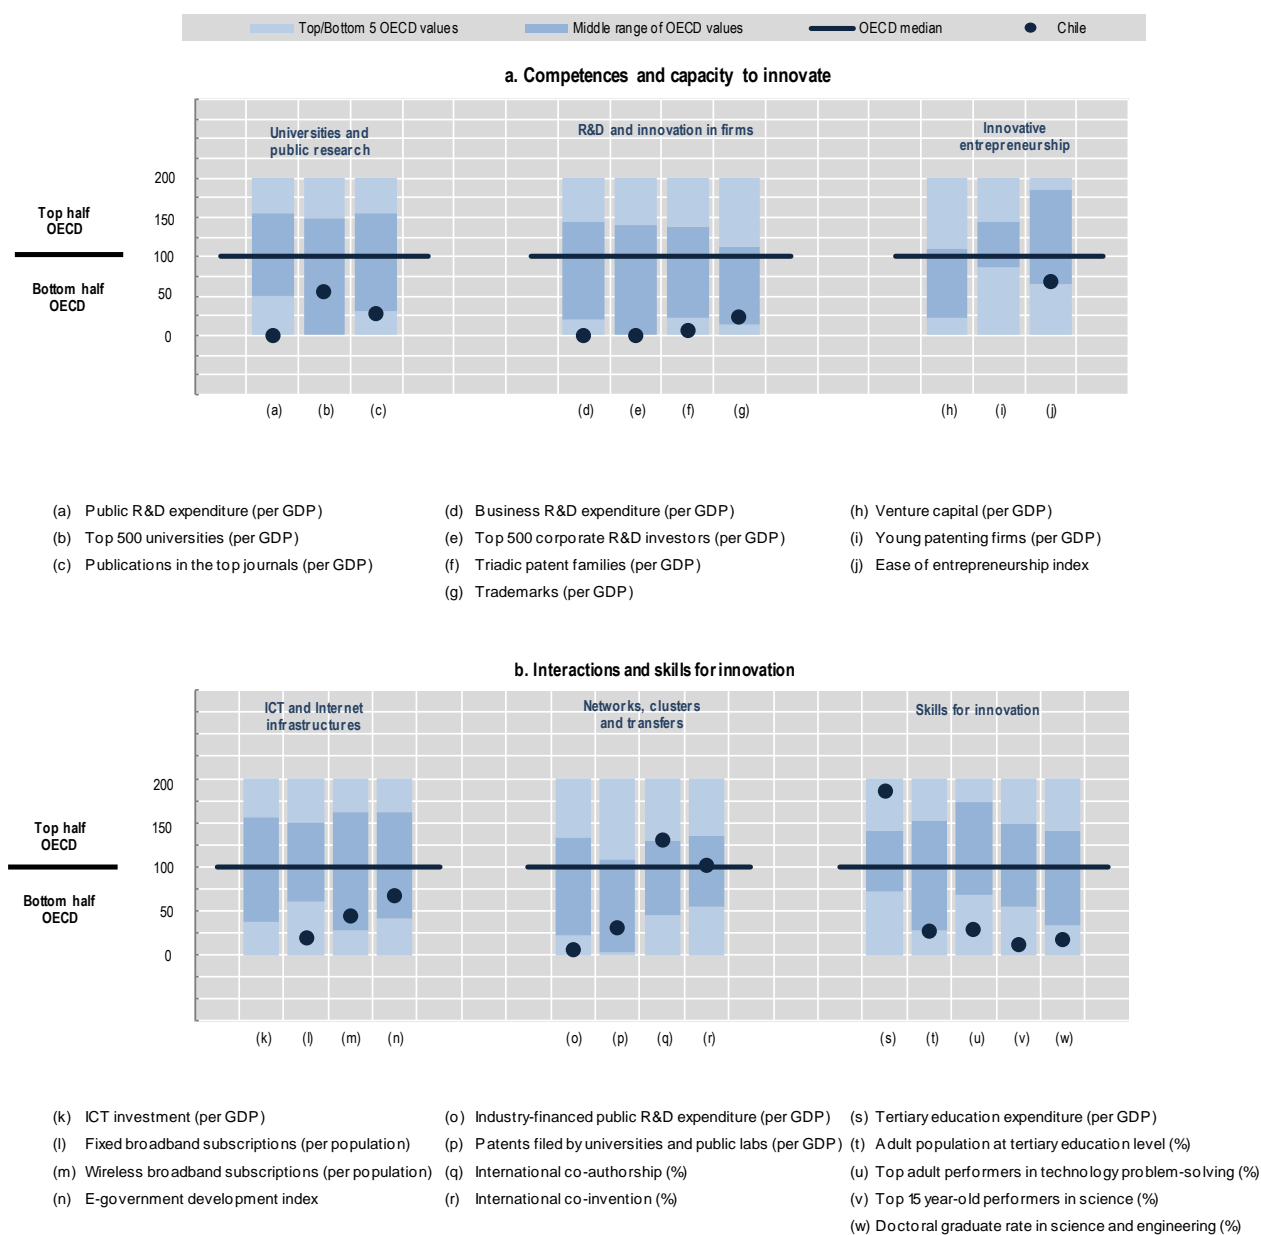 Top/Bottom 5 OECD values Middle range of OECD values OECD median Chile
a. Competences and capacity to innovate
Universities and
public research
R&D and innovation in firms
Innovative
entrepreneurship
200
150
100
50
0
Top half
OECD
Bottom half
OECD
(a) (b) (c) (d) (e) (f) (g) (h) (i) (j)
(a) Public R&D expenditure (per GDP)
(b) Top 500 universities (per GDP)
(c) Publications in the top journals (per GDP)
(d) Business R&D expenditure (per GDP)
(e) Top 500 corporate R&D investors (per GDP)
(f) Triadic patent families (per GDP)
(g) Trademarks (per GDP)
(h) Venture capital (per GDP)
(i) Young patenting firms (per GDP)
(j) Ease of entrepreneurship index
b. Interactions and skills for innovation
ICT and Internet
infrastructures
Networks, clusters
and transfers
Skills for innovation
200
150
100
50
0
Top half
OECD
Bottom half
OECD
(k) (l) (m) (n) (o) (p) (q) (r) (s) (t) (u) (v) (w)
(k) ICT investment (per GDP)
(l) Fixed broadband subscriptions (per population)
(m) Wireless broadband subscriptions (per population)
(n) E-government development index
(o) Industry-financed public R&D expenditure (per GDP)
(p) Patents filed by universities and public labs (per GDP)
(q) International co-authorship (%)
(r) International co-invention (%)
(s) Tertiary education expenditure (per GDP)
(t) Adult population at tertiary education level (%)
(u) Top adult performers in technology problem-solving (%)
(v) Top 15 year-old performers in science (%)
(w) Doctoral graduate rate in science and engineering (%)